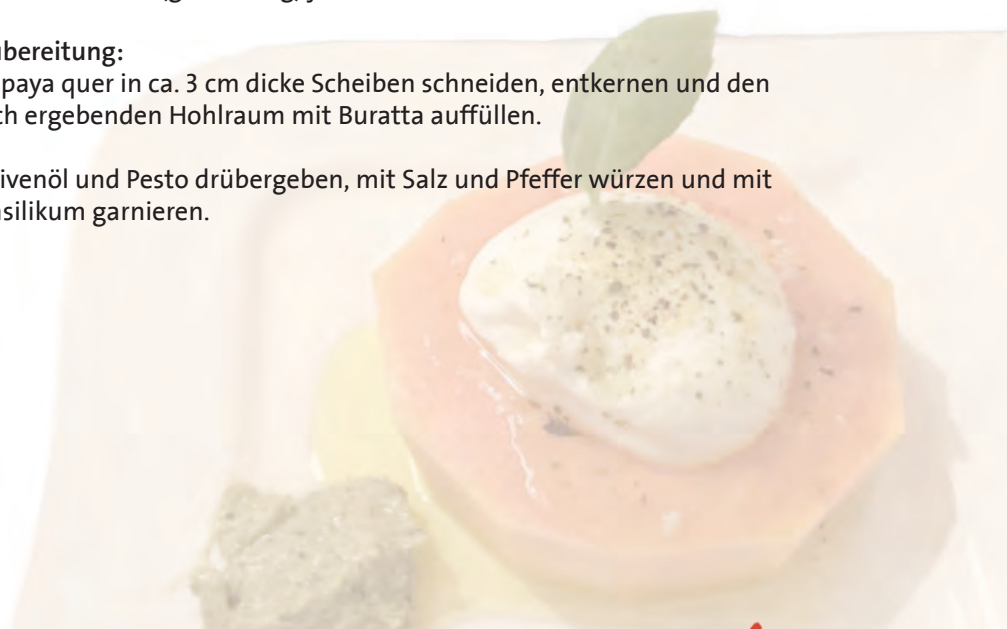 bereitung:
paya quer in ca. 3 cm dicke Scheiben schneiden, entkernen und den
ch ergebenden Hohlraum mit Buratta auffüllen.
ivenöl und Pesto drübergeben, mit Salz und Pfeffer würzen und mit
silikum garnieren.